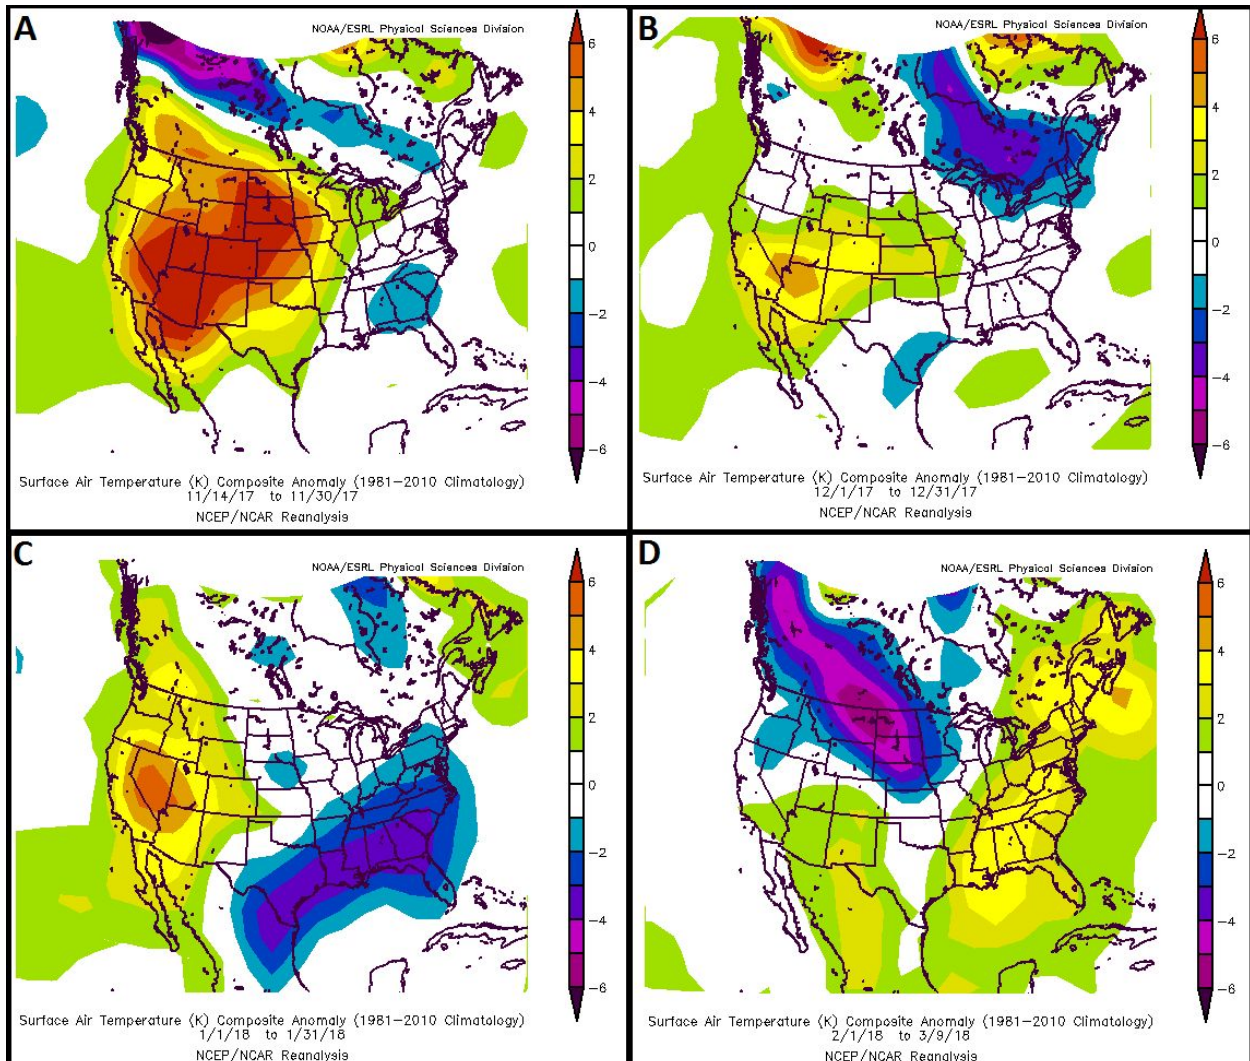 A
NOAA/ESRL Physical Sciences Division
6
4
2
0
−2
−4
−6
Surface Air Temperature (K) Composite Anomaly (1981−2010 Climatology)
11/14/17 to 11/30/17
NCEP/NCAR Reanalysis
B
NOAA/ESRL Physical Sciences Division
6
4
2
0
−2
−4
−6
Surface Air Temperature (K) Composite Anomaly (1981−2010 Climatology)
12/1/17 to 12/31/17
NCEP/NCAR Reanalysis
C
NOAA/ESRL Physical Sciences Division
6
4
2
0
−2
−4
−6
Surface Air Temperature (K) Composite Anomaly (1981−2010 Climatology)
1/1/18 to 1/31/18
NCEP/NCAR Reanalysis
D
NOAA/ESRL Physical Sciences Division
6
4
2
0
−2
−4
−6
Surface Air Temperature (K) Composite Anomaly (1981−2010 Climatology)
2/1/18 to 3/9/18
NCEP/NCAR Reanalysis